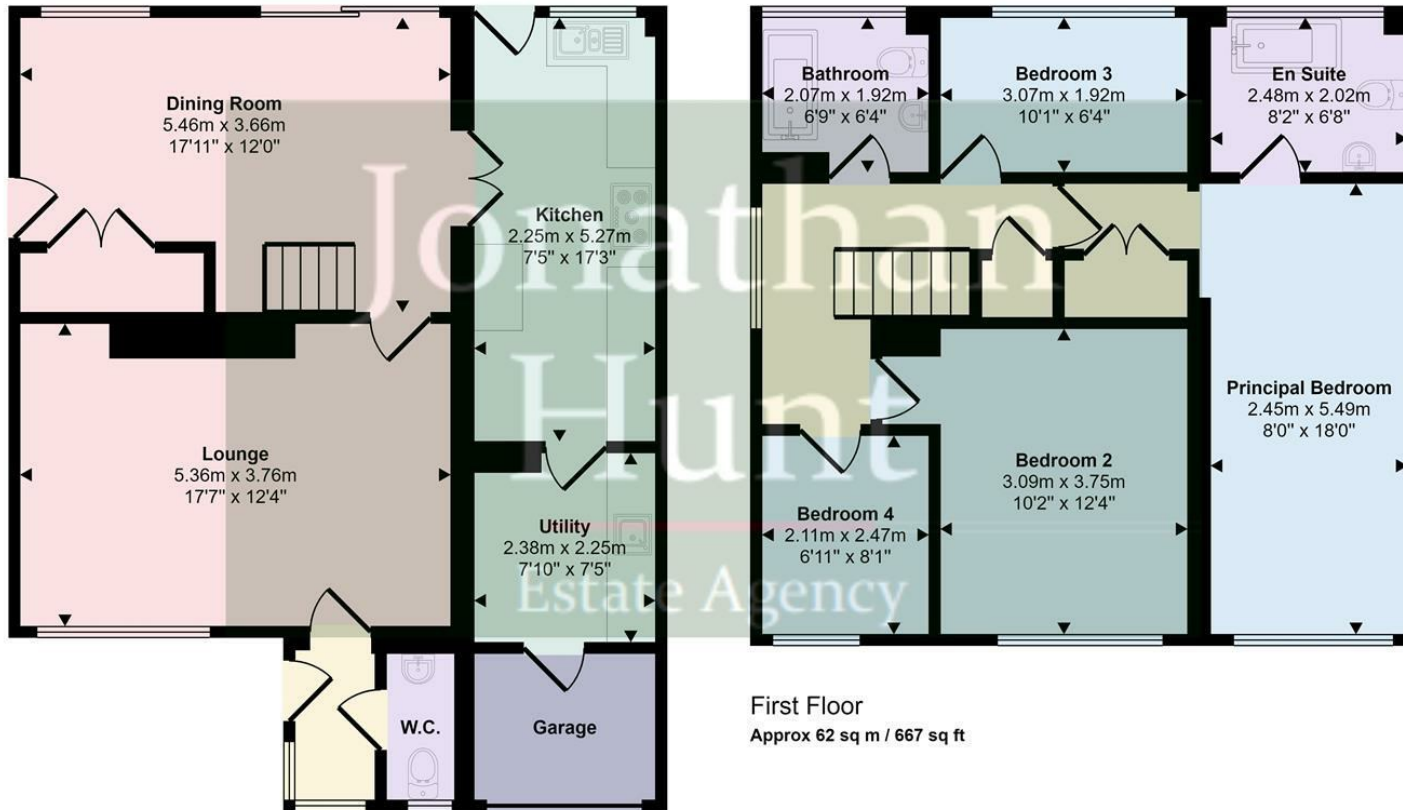 Dining Room
5.46m x 3.66m
17'11" x 12'0"
Kitchen
2.25m x 5.27m
7'5" x 17'3"
Lounge
5.36m x 3.76m
17'7" x 12'4"
Utility
2.38m x 2.25m
7'10" x 7'5"
W.C.
Garage
Bathroom
2.07m x 1.92m
6'9" x 6'4"
Bedroom 3
3.07m x 1.92m
10'1" x 6'4"
En Suite
2.48m x 2.02m
8'2" x 6'8"
Principal Bedroom
2.45m x 5.49m
8'0" x 18'0"
Bedroom 2
3.09m x 3.75m
10'2" x 12'4"
Bedroom 4
2.11m x 2.47m
6'11" x 8'1"
First Floor
Approx 62 sq m / 667 sq ft
Jonathan
Hunt
Estate Agency